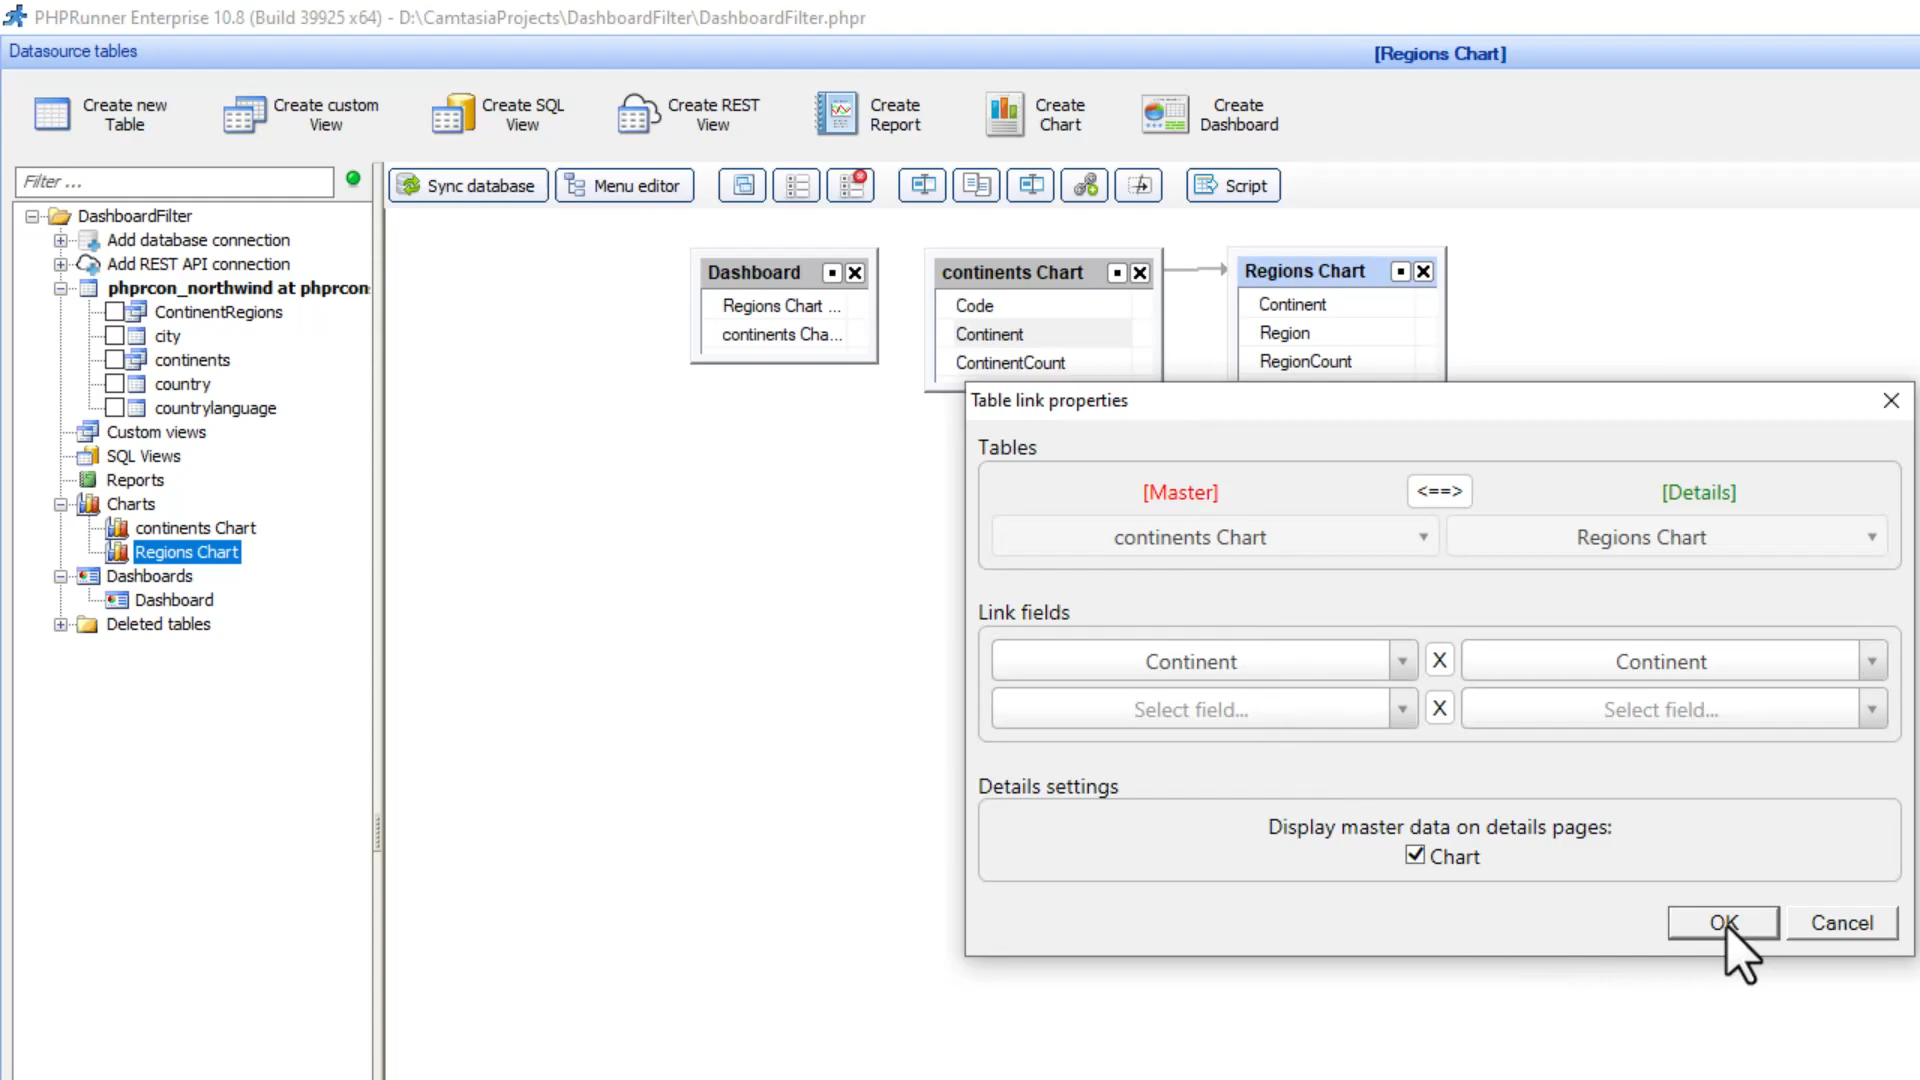 PHPRunner Enterprise 10.8 (Build 39925 x64) - D:\CamtasiaProjects\DashboardFilter\DashboardFilter.phpr
Datasource tables
[Regions Chart]
Create new
Table
Create custom
View
Create SQL
View
Create REST
View
Create
Report
Create
Chart
Create
Dashboard
Filter ...
Sync database
Menu editor
Script
DashboardFilter
Add database connection
Add REST API connection
phprcon_northwind at phprcon
ContinentRegions
city
continents
country
countrylanguage
Custom views
SQL Views
Reports
Charts
continents Chart
Regions Chart
Dashboards
Dashboard
Deleted tables
Dashboard
Regions Chart ...
continents Cha...
continents Chart
Code
Continent
ContinentCount
Regions Chart
Continent
Region
RegionCount
Table link properties
Tables
[Master]
<==>
[Details]
continents Chart
Regions Chart
Link fields
Continent
X
Continent
Select field...
X
Select field...
Details settings
Display master data on details pages:
Chart
OK
Cancel